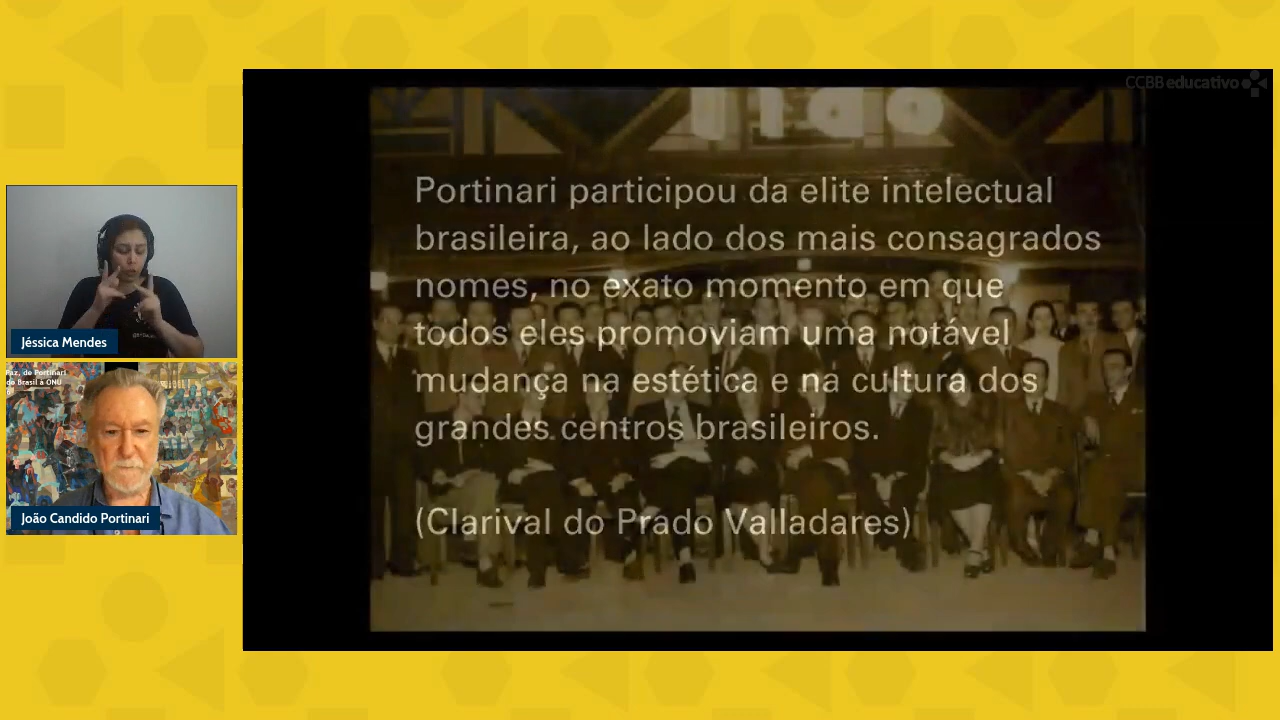 CCBB educativo
Portinari participou da elite intelectual
brasileira, ao lado dos mais consagrados
nomes, no exato momento em que
todos eles promoviam uma notável
mudança na estética e na cultura dos
grandes centros brasileiros.
(Clarival do Prado Valladares)
Jéssica Mendes
Paz, de Portinari
do Brasil à ONU
João Candido Portinari